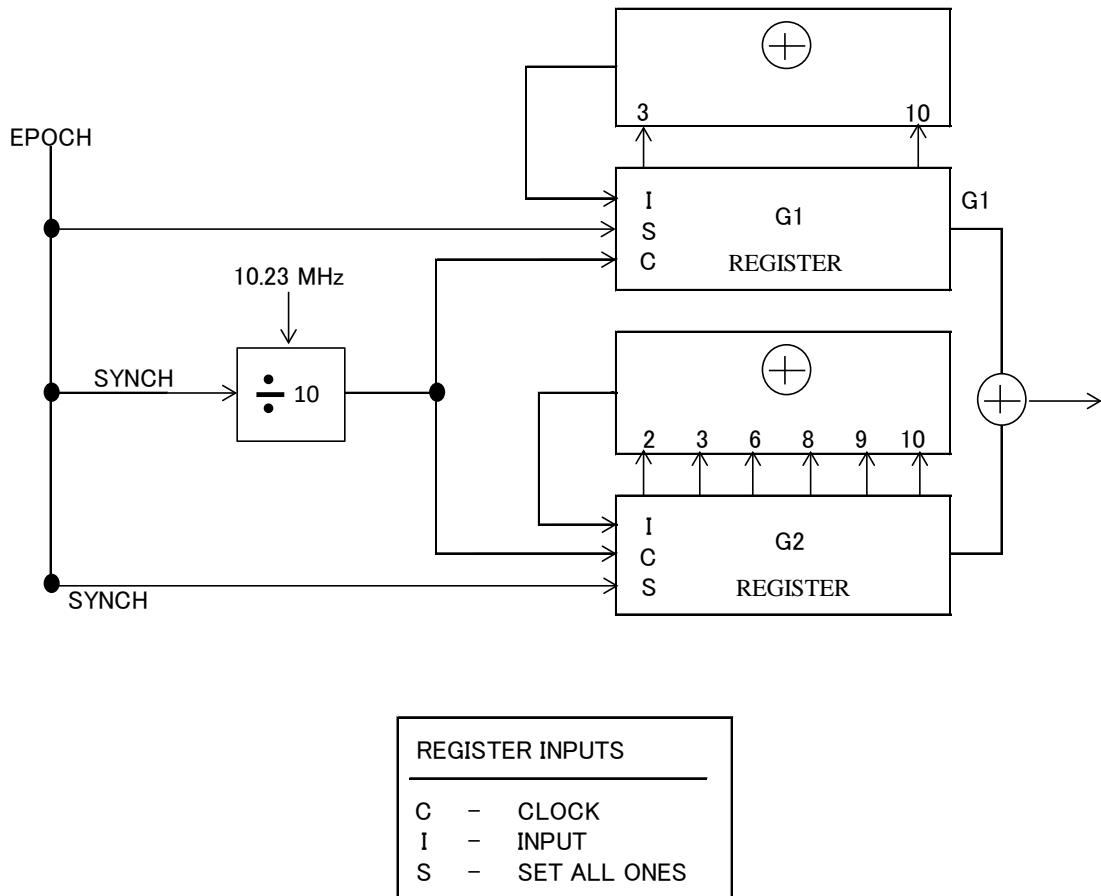 3 10
EPOCH
I
G1
G1
S
C
REGISTER
10.23 MHz
SYNCH
÷ 10
2 3 6 8 9 10
I
G2
C
REGISTER
S
SYNCH
REGISTER INPUTS
C - CLOCK
I - INPUT
S - SET ALL ONES